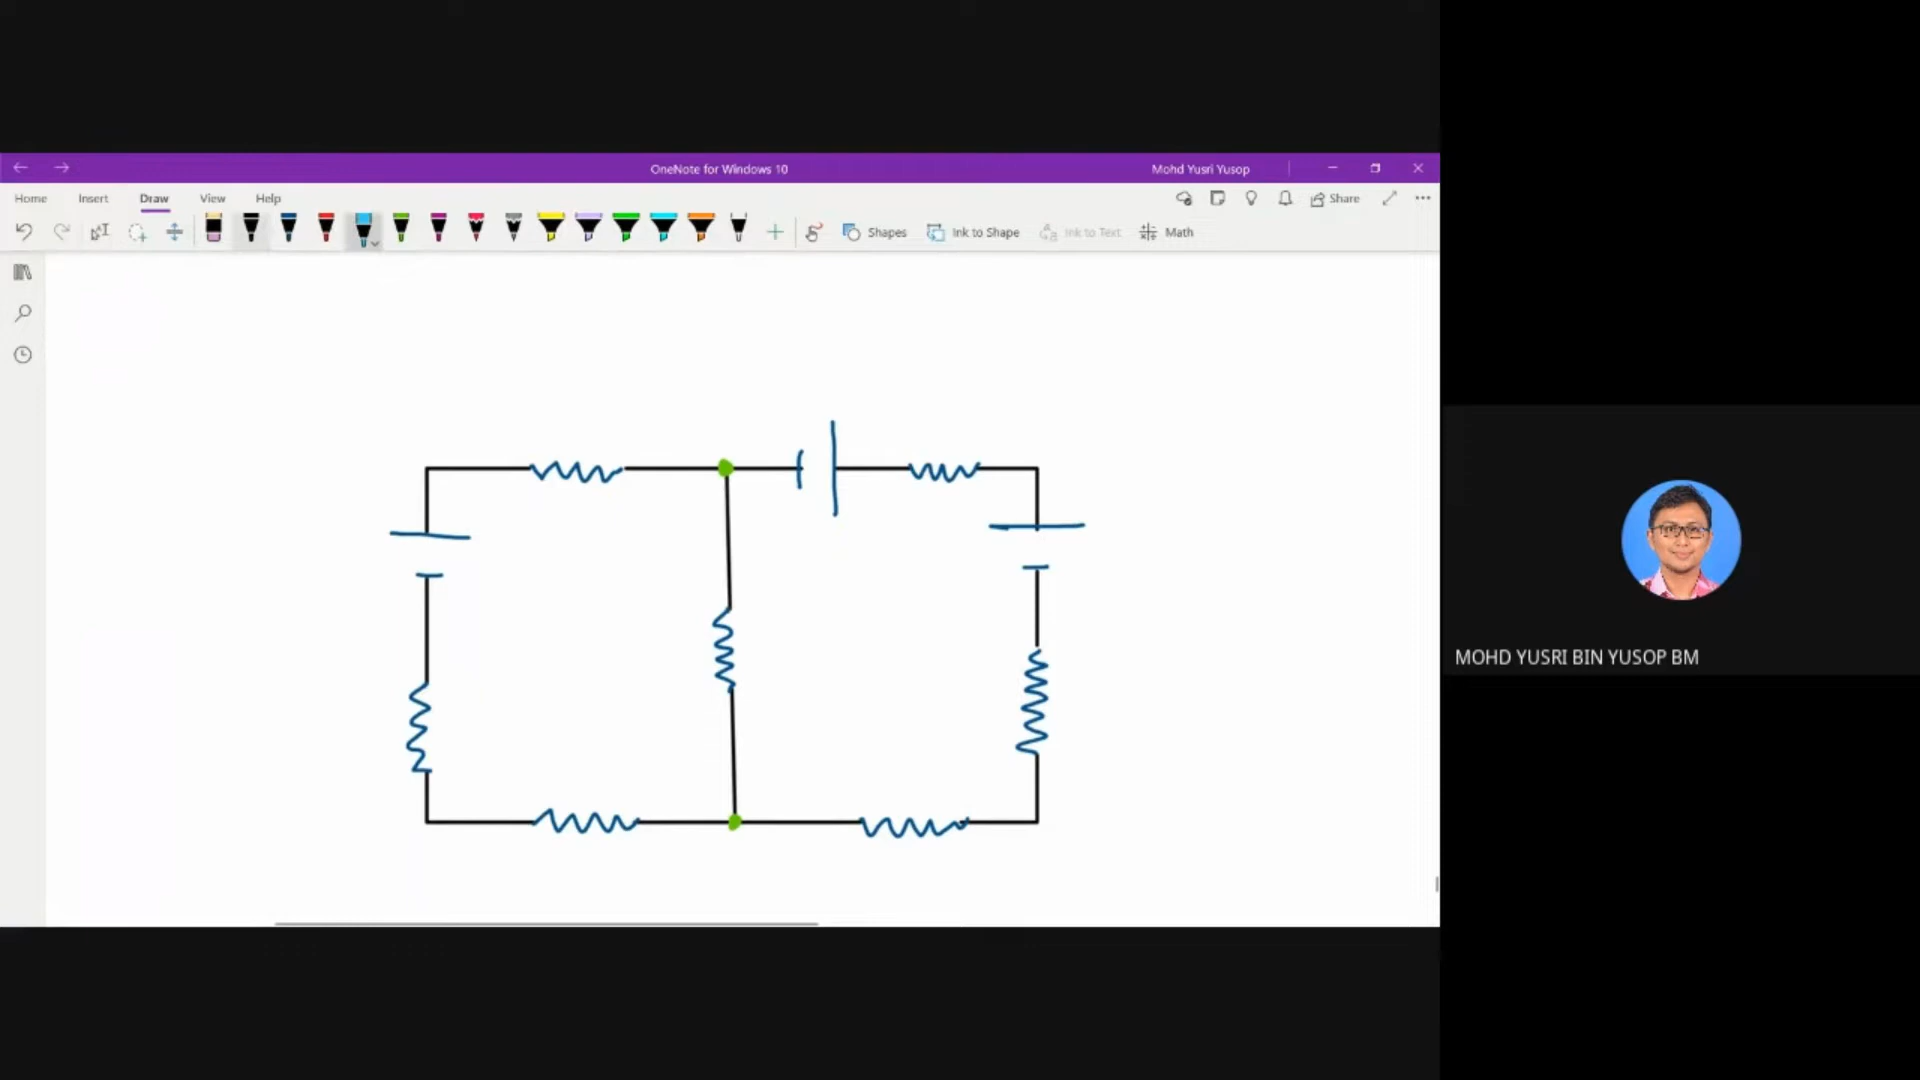 OneNote for Windows 10
Mohd Yusri Yusop
Home Insert Draw View Help
Share
Shapes Ink to Shape Ink to Text Math
MOHD YUSRI BIN YUSOP BM